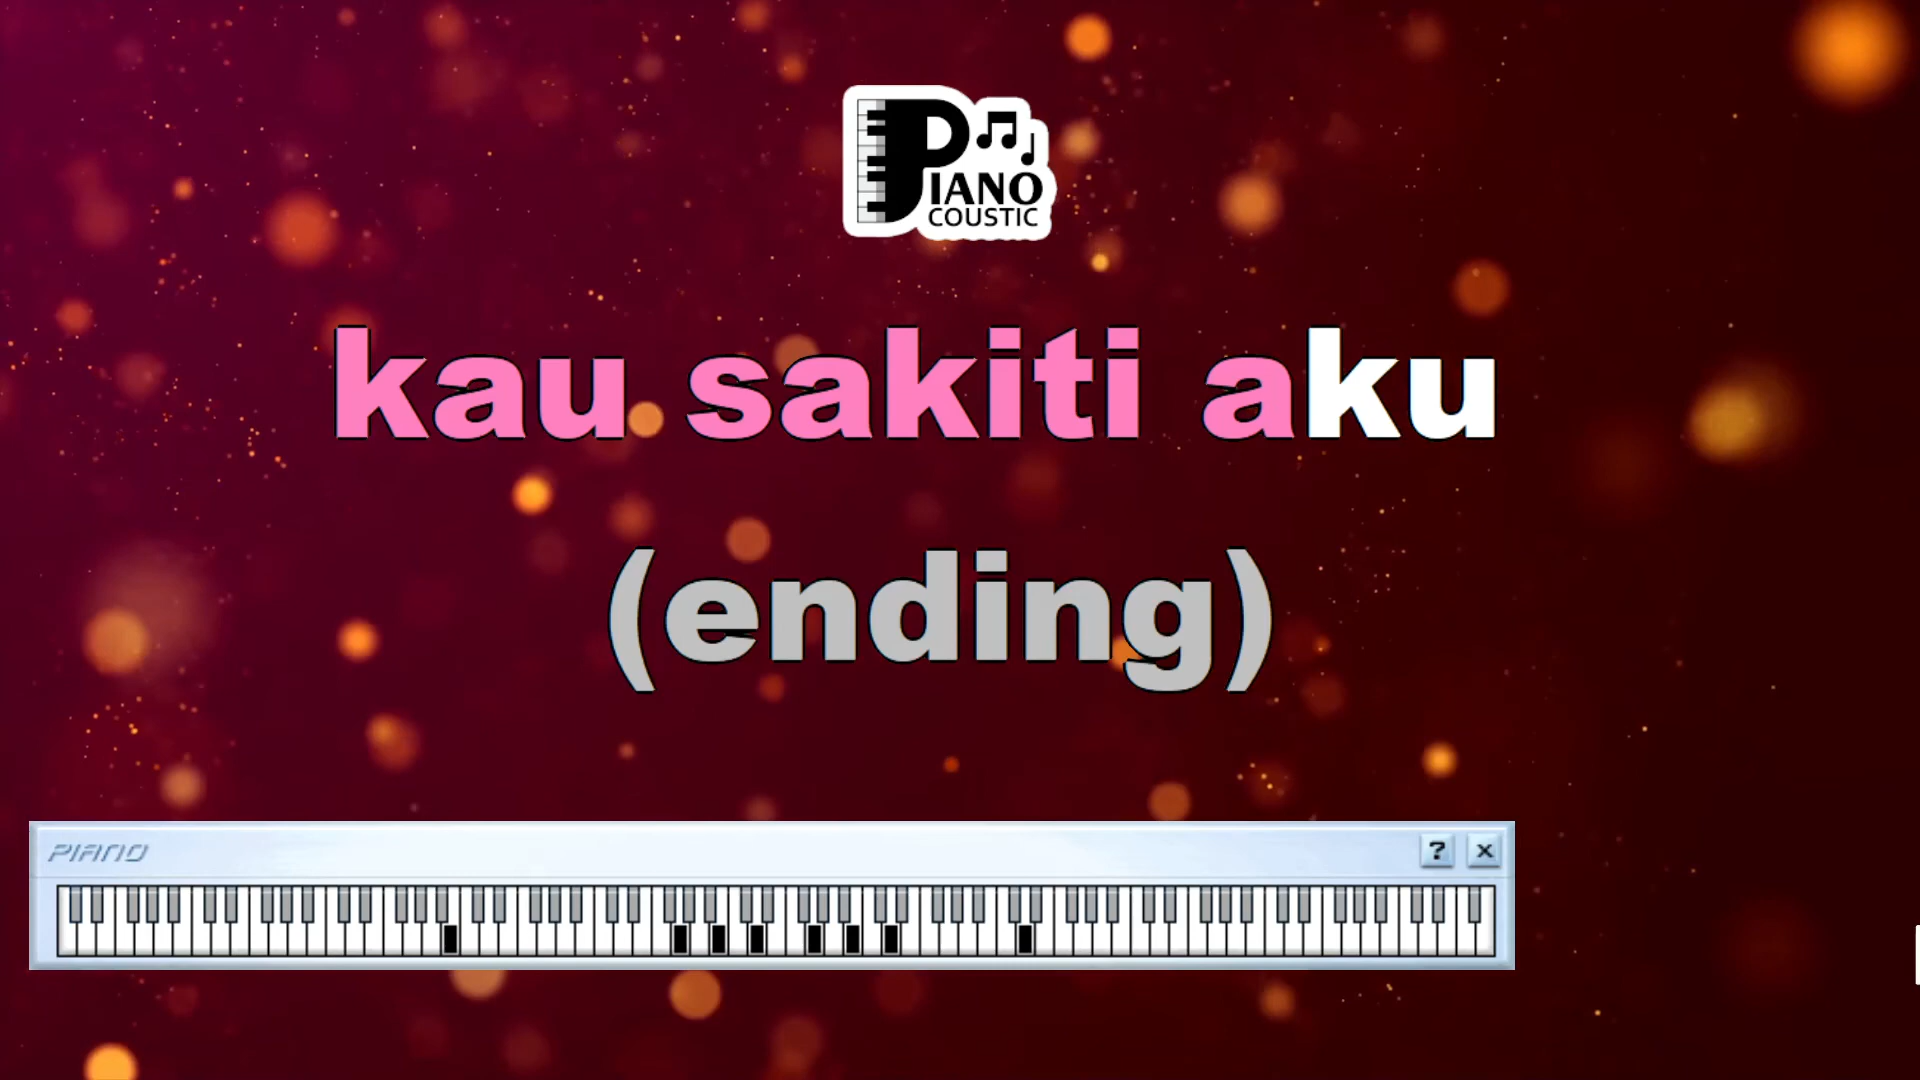 PIANO
COUSTIC
kau sakiti aku
(ending)
PIANO
? x